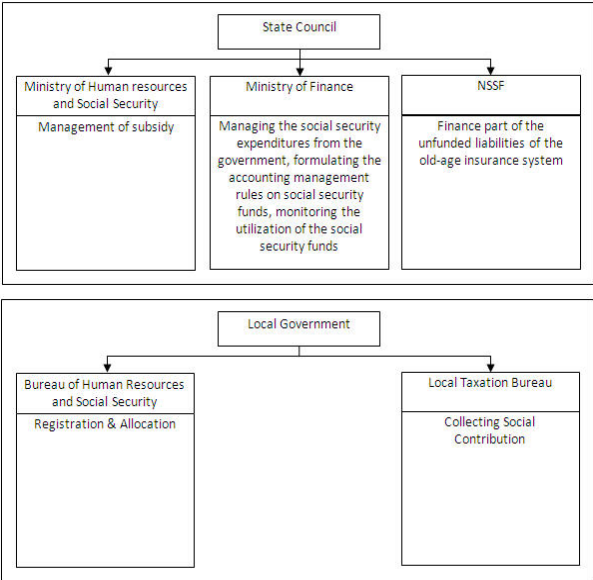 State Council
Ministry of Human resources
and Social Security
Management of subsidy
Ministry of Finance
Managing the social security
expenditures from the
government, formulating the
accounting management
rules on social security
funds, monitoring the
utilization of the social
security funds
NSSF
Finance part of the
unfunded liabilities of the
old-age insurance system
Local Government
Bureau of Human Resources
and Social Security
Registration & Allocation
Local Taxation Bureau
Collecting Social
Contribution